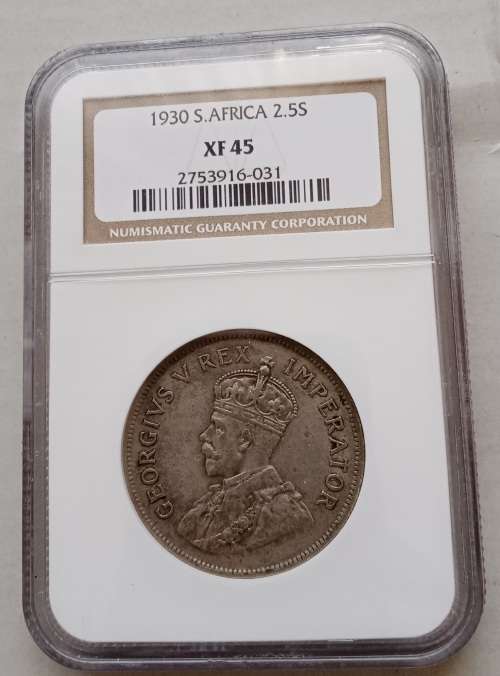 1930 S.AFRICA 2.5S
XF 45
2753916-031
NUMISMATIC GUARANTY CORPORATION
GEORGIVS V REX IMPERATOR